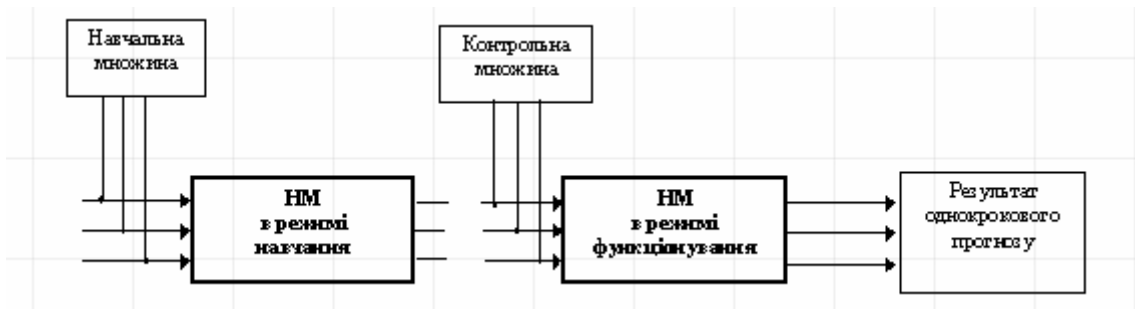 Навчальна
множина
Контрольна
множина
НМ
в режимі
навчання
НМ
в режимі
функціонування
Результат
однокрокового
прогнозу